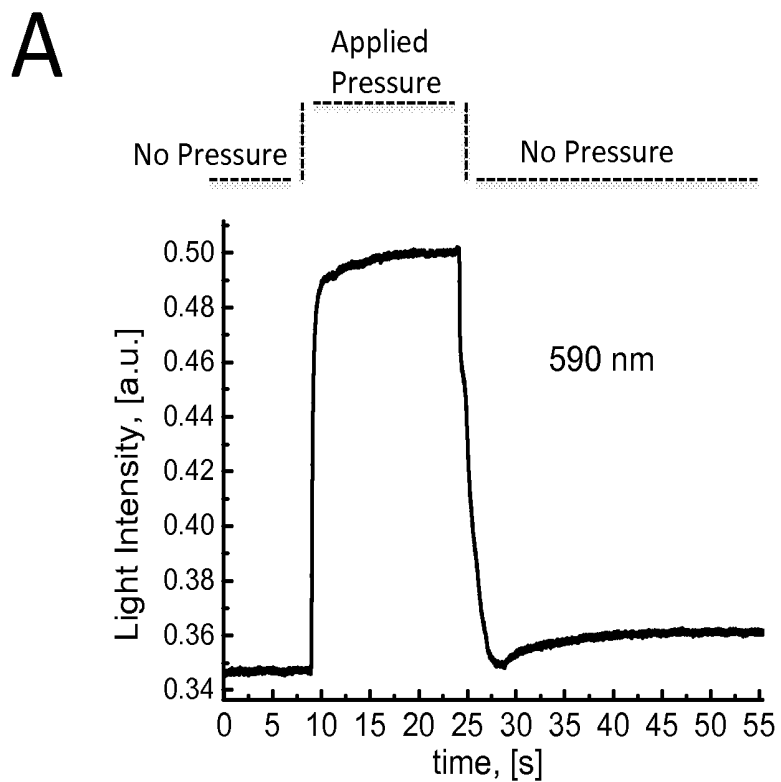 A
Applied
Pressure
No Pressure
No Pressure
0.50
0.48
0.46
0.44
0.42
0.40
0.38
0.36
0.34
Light Intensity, [a.u.]
590 nm
0 5 10 15 20 25 30 35 40 45 50 55
time, [s]